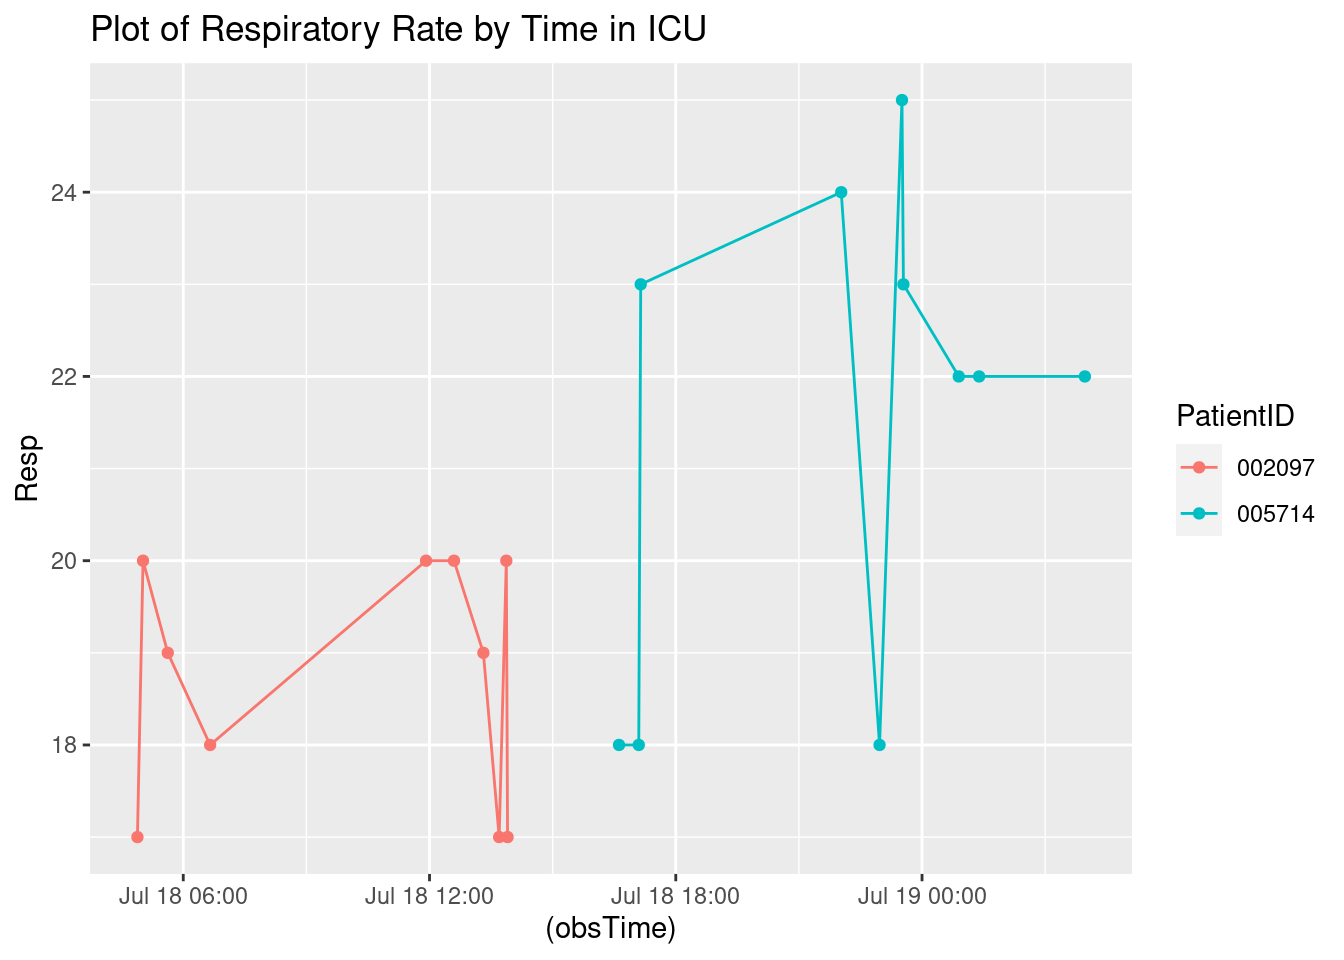 Plot of Respiratory Rate by Time in ICU
24
22
20
18
Resp
Jul 18 06:00
Jul 18 12:00
Jul 18 18:00
Jul 19 00:00
(obsTime)
PatientID
002097
005714